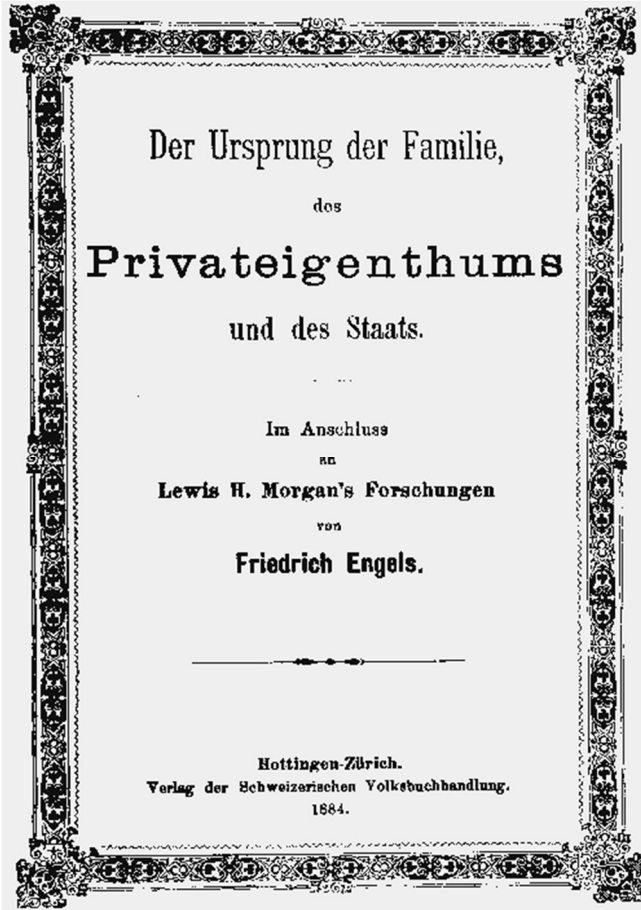 Der Ursprung der Familie,
des
Privateigenthums
und des Staats.
Im Anschluss
an
Lewis H. Morgan's Forschungen
von
Friedrich Engels.
Hottingen-Zürich.
Verlag der Schweizerischen Volksbuchhandlung.
1884.